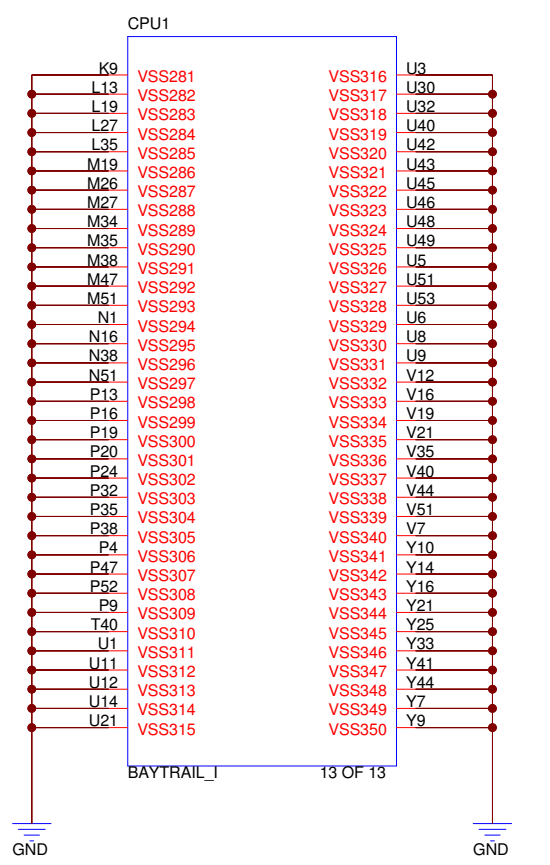 CPU1
K9 VSS281 VSS316 U3
L13 VSS282 VSS317 U30
L19 VSS283 VSS318 U32
L27 VSS284 VSS319 U40
L35 VSS285 VSS320 U42
M19 VSS286 VSS321 U43
M26 VSS287 VSS322 U45
M27 VSS288 VSS323 U46
M34 VSS289 VSS324 U48
M35 VSS290 VSS325 U49
M38 VSS291 VSS326 U5
M47 VSS292 VSS327 U51
M51 VSS293 VSS328 U53
N1 VSS294 VSS329 U6
N16 VSS295 VSS330 U8
N38 VSS296 VSS331 U9
N51 VSS297 VSS332 V12
P13 VSS298 VSS333 V16
P16 VSS299 VSS334 V19
P19 VSS300 VSS335 V21
P20 VSS301 VSS336 V35
P24 VSS302 VSS337 V40
P32 VSS303 VSS338 V44
P35 VSS304 VSS339 V51
P38 VSS305 VSS340 V7
P4 VSS306 VSS341 Y10
P47 VSS307 VSS342 Y14
P52 VSS308 VSS343 Y16
P9 VSS309 VSS344 Y21
T40 VSS310 VSS345 Y25
U1 VSS311 VSS346 Y33
U11 VSS312 VSS347 Y41
U12 VSS313 VSS348 Y44
U14 VSS314 VSS349 Y7
U21 VSS315 VSS350 Y9
BAYTRAIL_I 13 OF 13
GND GND